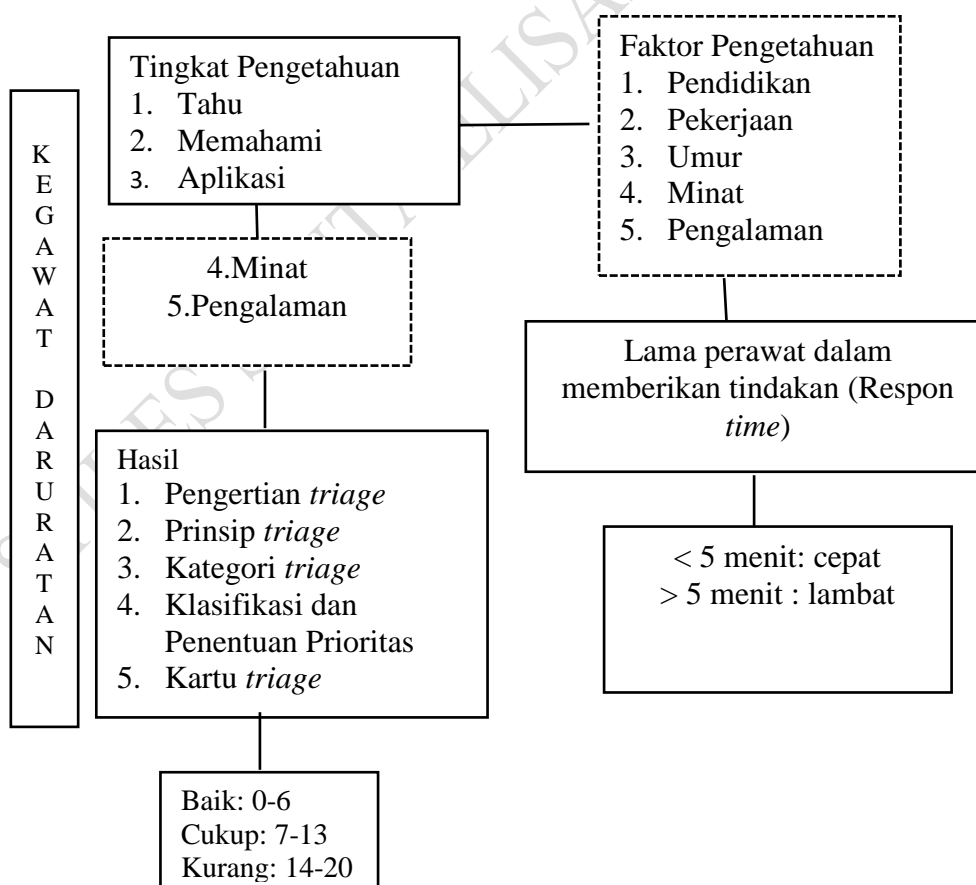 KEGAWAT DARURATAN
Tingkat Pengetahuan
1. Tahu
2. Memahami
3. Aplikasi
Faktor Pengetahuan
1. Pendidikan
2. Pekerjaan
3. Umur
4. Minat
5. Pengalaman
4.Minat
5.Pengalaman
Lama perawat dalam
memberikan tindakan (Respon
time)
Hasil
1. Pengertian triage
2. Prinsip triage
3. Kategori triage
4. Klasifikasi dan
Penentuan Prioritas
5. Kartu triage
< 5 menit: cepat
> 5 menit : lambat
Baik: 0-6
Cukup: 7-13
Kurang: 14-20